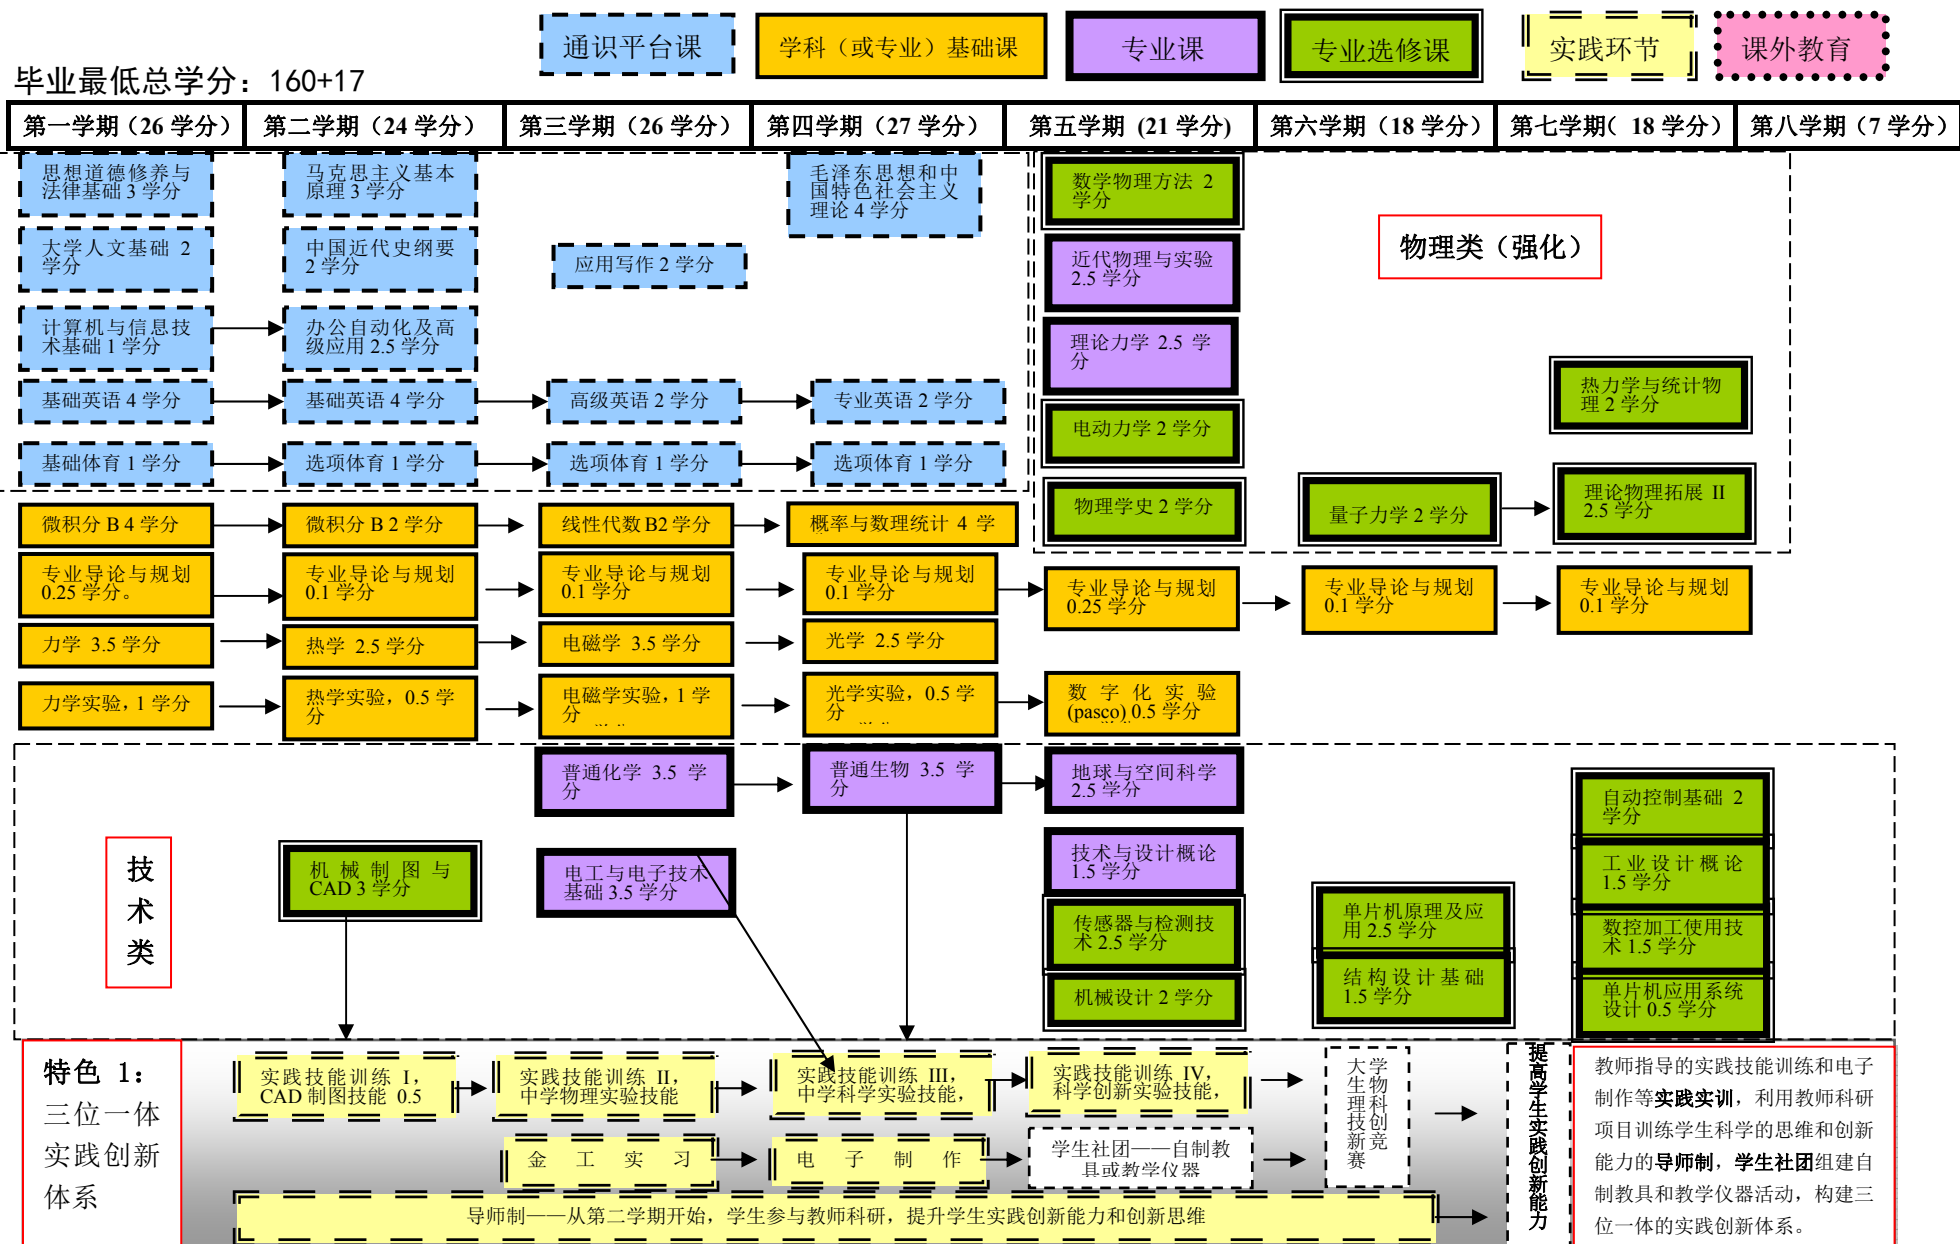 通识平台课
学科（或专业）基础课
专业课
专业选修课
实践环节
课外教育
毕业最低总学分：160+17
第一学期（26 学分）
第二学期（24 学分）
第三学期（26 学分）
第四学期（27 学分）
第五学期 (21 学分)
第六学期（18 学分）
第七学期（ 18 学分）
第八学期（7 学分）
思想道德修养与
法律基础 3 学分
马克思主义基本
原理 3 学分
毛泽东思想和中
国特色社会主义
理论 4 学分
数学物理方法 2
学分
大学人文基础 2
学分
中国近代史纲要
2 学分
应用写作 2 学分
近代物理与实验
2.5 学分
物理类（强化）
计算机与信息技
术基础 1 学分
办公自动化及高
级应用 2.5 学分
理论力学 2.5 学
分
基础英语 4 学分
基础英语 4 学分
高级英语 2 学分
专业英语 2 学分
电动力学 2 学分
热力学与统计物
理 2 学分
基础体育 1 学分
选项体育 1 学分
选项体育 1 学分
选项体育 1 学分
物理学史 2 学分
量子力学 2 学分
理论物理拓展 II
2.5 学分
微积分 B 4 学分
微积分 B 2 学分
线性代数 B2 学分
概率与数理统计 4 学
专业导论与规划
0.25 学分。
专业导论与规划
0.1 学分
专业导论与规划
0.1 学分
专业导论与规划
0.1 学分
专业导论与规划
0.25 学分
专业导论与规划
0.1 学分
专业导论与规划
0.1 学分
力学 3.5 学分
热学 2.5 学分
电磁学 3.5 学分
光学 2.5 学分
力学实验，1 学分
热学实验，0.5 学
分
电磁学实验，1 学
分
光学实验，0.5 学
分
数字化实验
(pasco) 0.5 学分
普通化学 3.5 学
分
普通生物 3.5 学
分
地球与空间科学
2.5 学分
自动控制基础 2
学分
技
术
类
机械制图与
CAD 3 学分
电工与电子技术
基础 3.5 学分
技术与设计概论
1.5 学分
工业设计概论
1.5 学分
传感器与检测技
术 2.5 学分
单片机原理及应
用 2.5 学分
数控加工使用技
术 1.5 学分
机械设计 2 学分
结构设计基础
1.5 学分
单片机应用系统
设计 0.5 学分
特色 1：
三位一体
实践创新
体系
实践技能训练 I，
CAD 制图技能 0.5
实践技能训练 II，
中学物理实验技能
实践技能训练 III，
中学科学实验技能，
实践技能训练 IV，
科学创新实验技能，
大学
生物
理科
技创
新竞
赛
提高学生实践创新能力
金工实习
电子制作
学生社团——自制教
具或教学仪器
导师制——从第二学期开始，学生参与教师科研，提升学生实践创新能力和创新思维
教师指导的实践技能训练和电子
制作等实践实训，利用教师科研
项目训练学生科学的思维和创新
能力的导师制，学生社团组建自
制教具和教学仪器活动，构建三
位一体的实践创新体系。